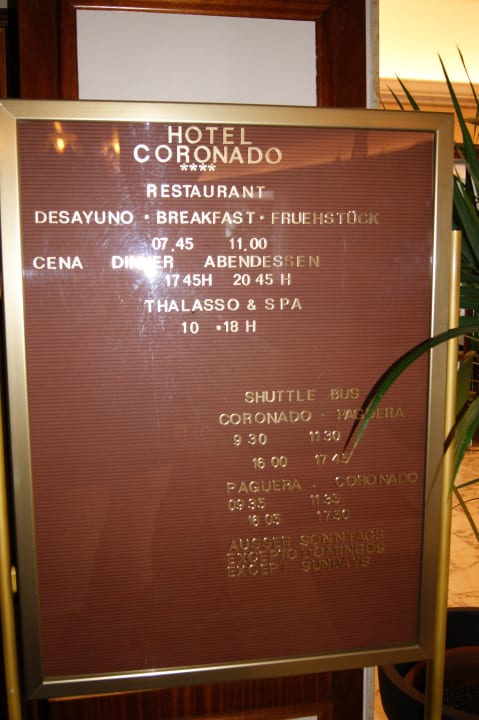 HOTEL
CORONADO
****
RESTAURANT
DESAYUNO · BREAKFAST · FRUEHSTÜCK
07.45 11.00
CENA DINNER ABENDESSEN
17 45H 20 45 H
THALASSO & SPA
10 · 18 H
SHUTTLE BUS
CORONADO · PAGUERA
9 30 11 30
16 00 17 45
PAGUERA . CORONADO
09 35 11 35
16 05 17 50
AUSSER SONNTAGS
EXCEPTO DOMINGOS
EXCEPT SUNDAYS